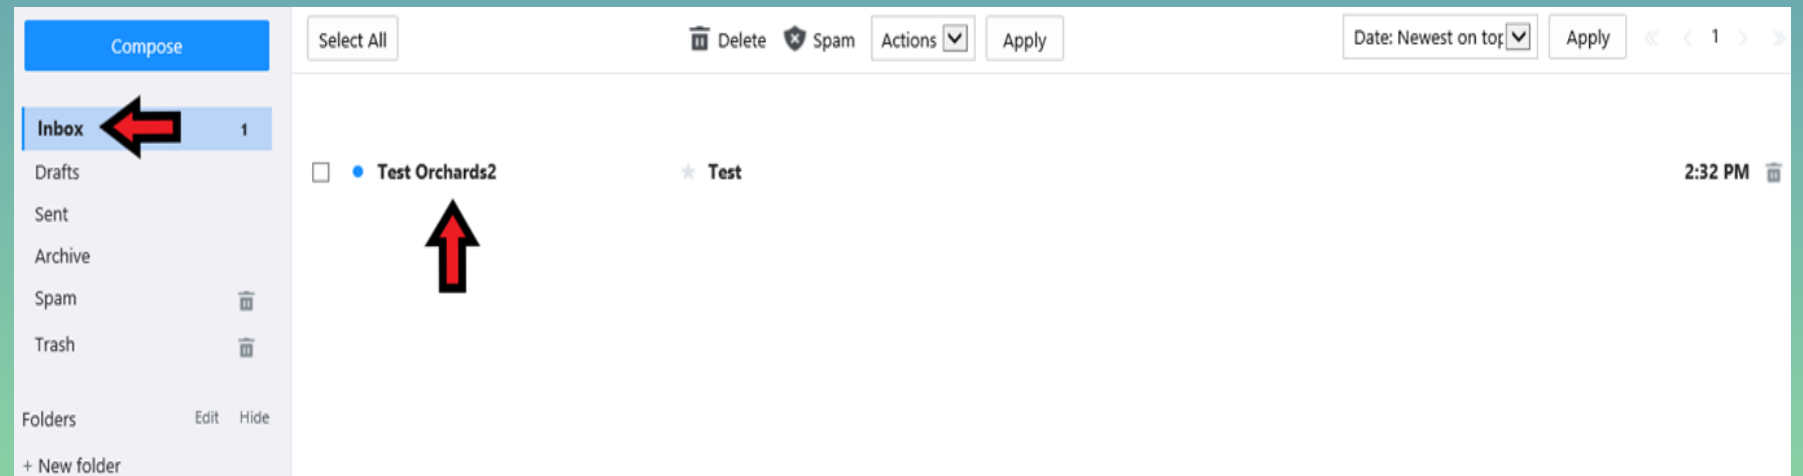 Compose
Select All
Delete Spam Actions Apply
Date: Newest on top Apply 1
Inbox 1
Drafts
Sent
Archive
Spam
Trash
Folders Edit Hide
+ New folder
Test Orchards2 Test 2:32 PM